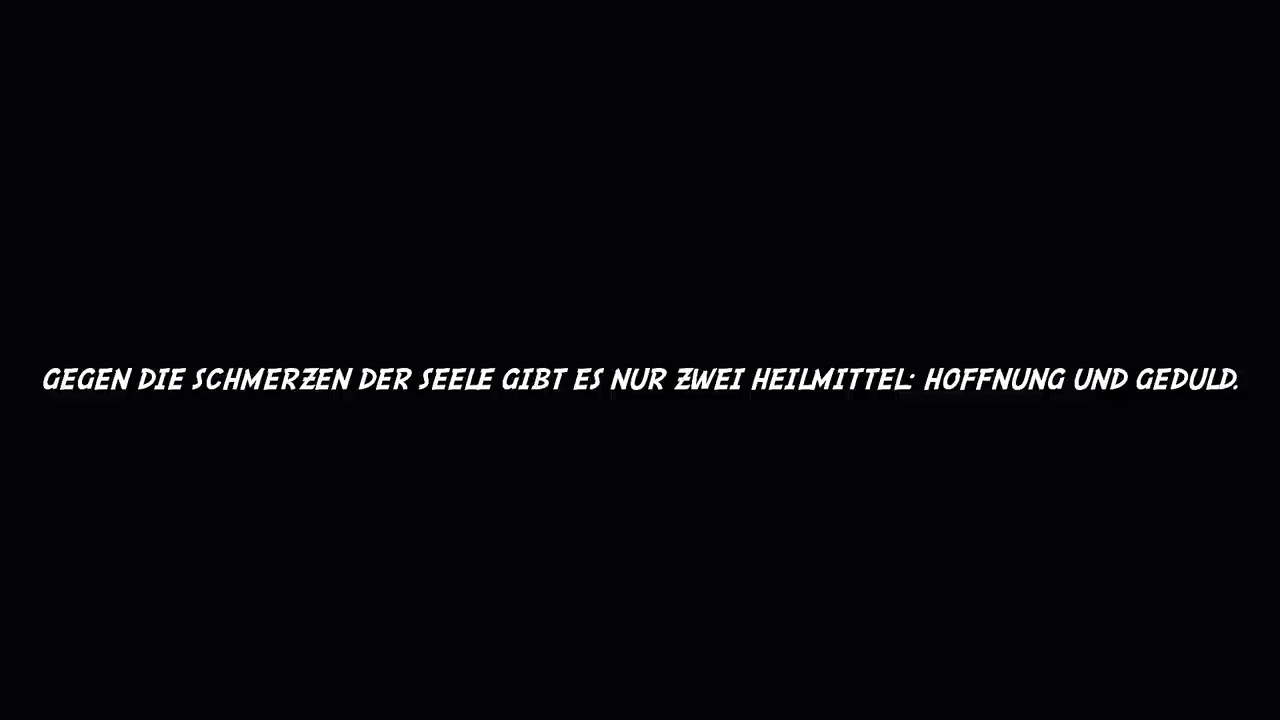 GEGEN DIE SCHMERZEN DER SEELE GIBT ES NUR ZWEI HEILMITTEL: HOFFNUNG UND GEDULD.